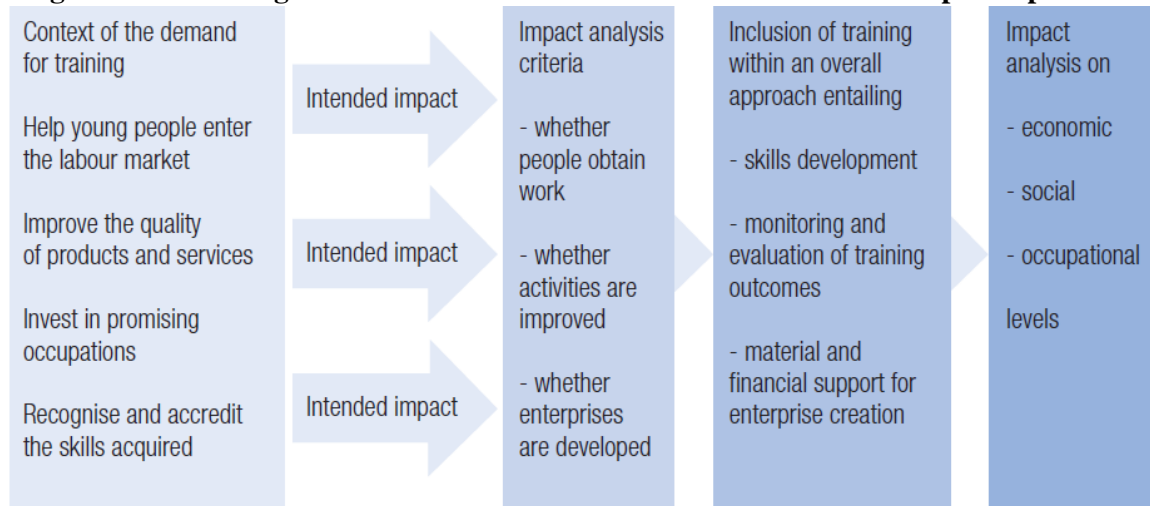 Context of the demand
for training
Help young people enter
the labour market
Improve the quality
of products and services
Invest in promising
occupations
Recognise and accredit
the skills acquired
Intended impact
Intended impact
Intended impact
Impact analysis
criteria
- whether
people obtain
work
- whether
activities are
improved
- whether
enterprises
are developed
Inclusion of training
within an overall
approach entailing
- skills development
- monitoring and
evaluation of training
outcomes
- material and
financial support for
enterprise creation
Impact
analysis on
- economic
- social
- occupational
levels